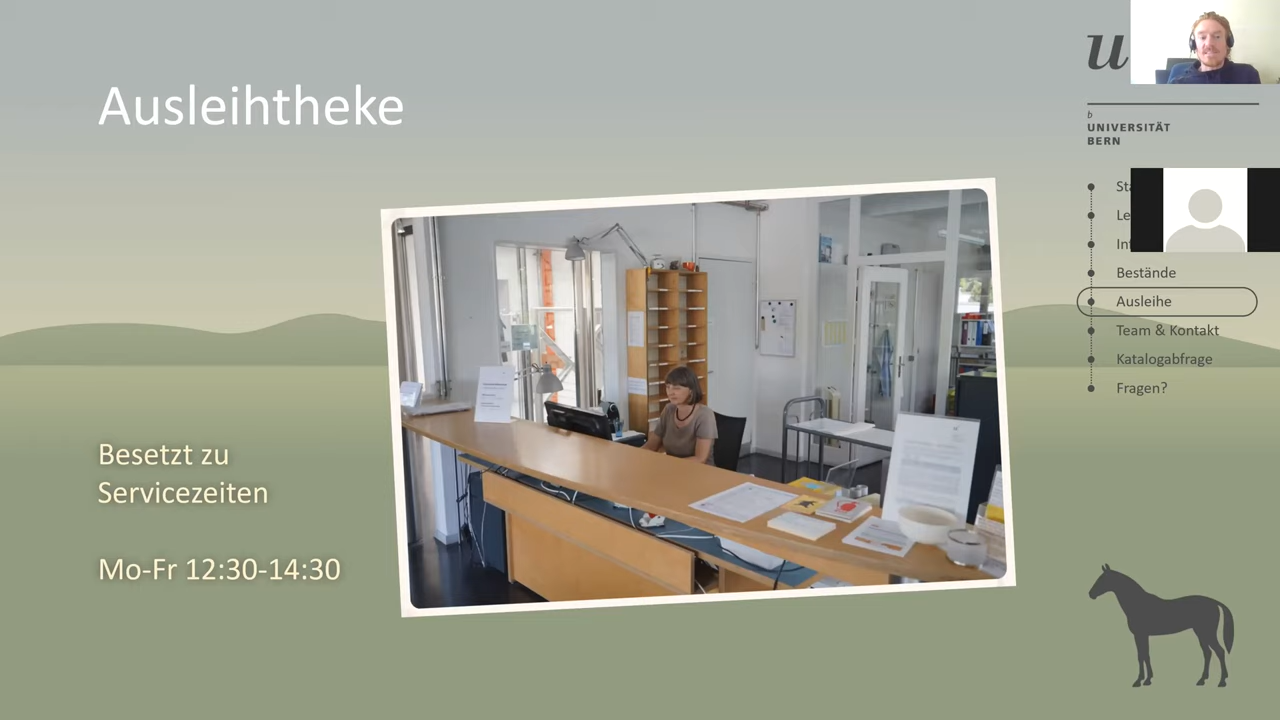 Ausleihtheke
Besetzt zu
Servicezeiten
Mo-Fr 12:30-14:30
u
b
UNIVERSITÄT
BERN
Bestände
Ausleihe
Team & Kontakt
Katalogabfrage
Fragen?